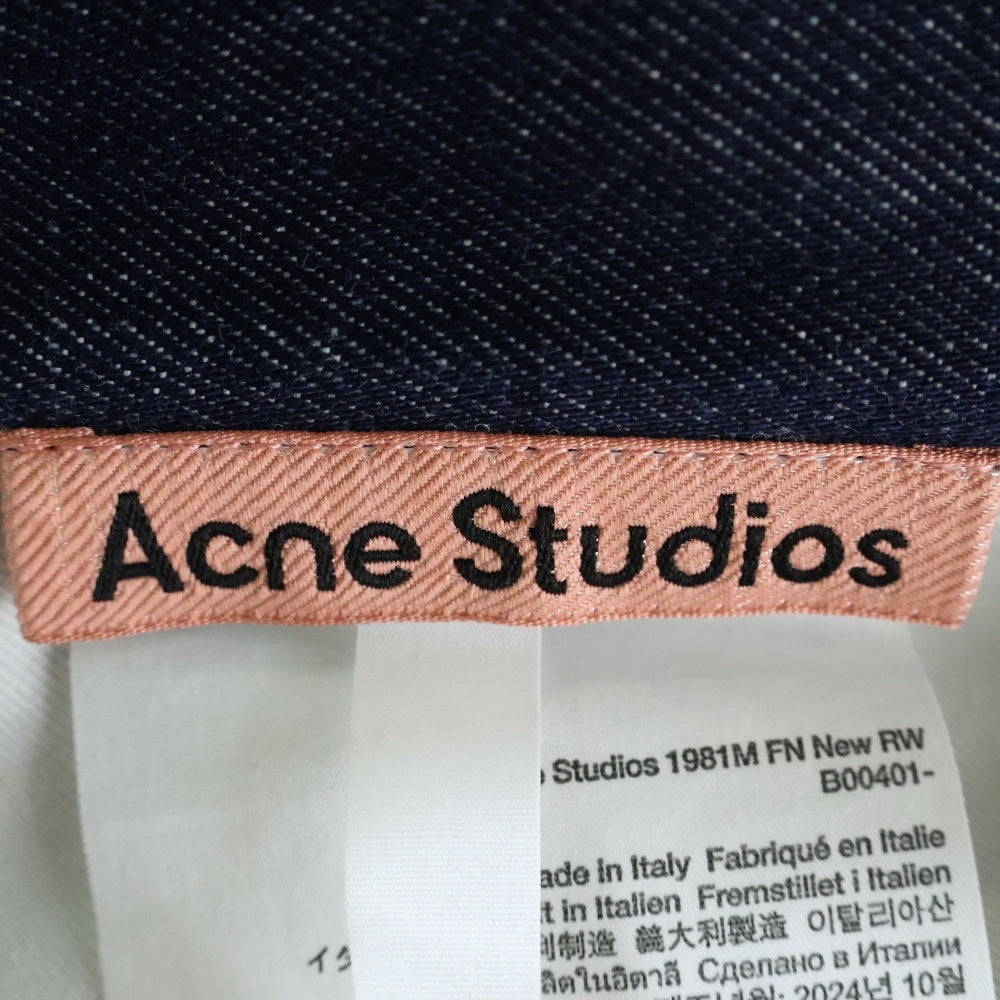 Acne Studios
Studios 1981M FN New RW
B00401-
in Italy Fabriqué en Italie
in Italien Fremstillet i Italien
制造 義大利製造 이탈리아산
Сделано в Италии
2024년 10월